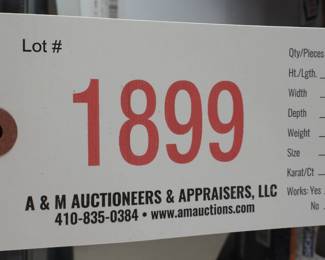 Lot #
1899
A & M AUCTIONEERS & APPRAISERS, LLC
410-835-0384 • www.amauctions.com
Qty/Pieces
Ht./Lgth.
Width
Depth
Weight
Size
Karat/Ct
Works: Yes
No